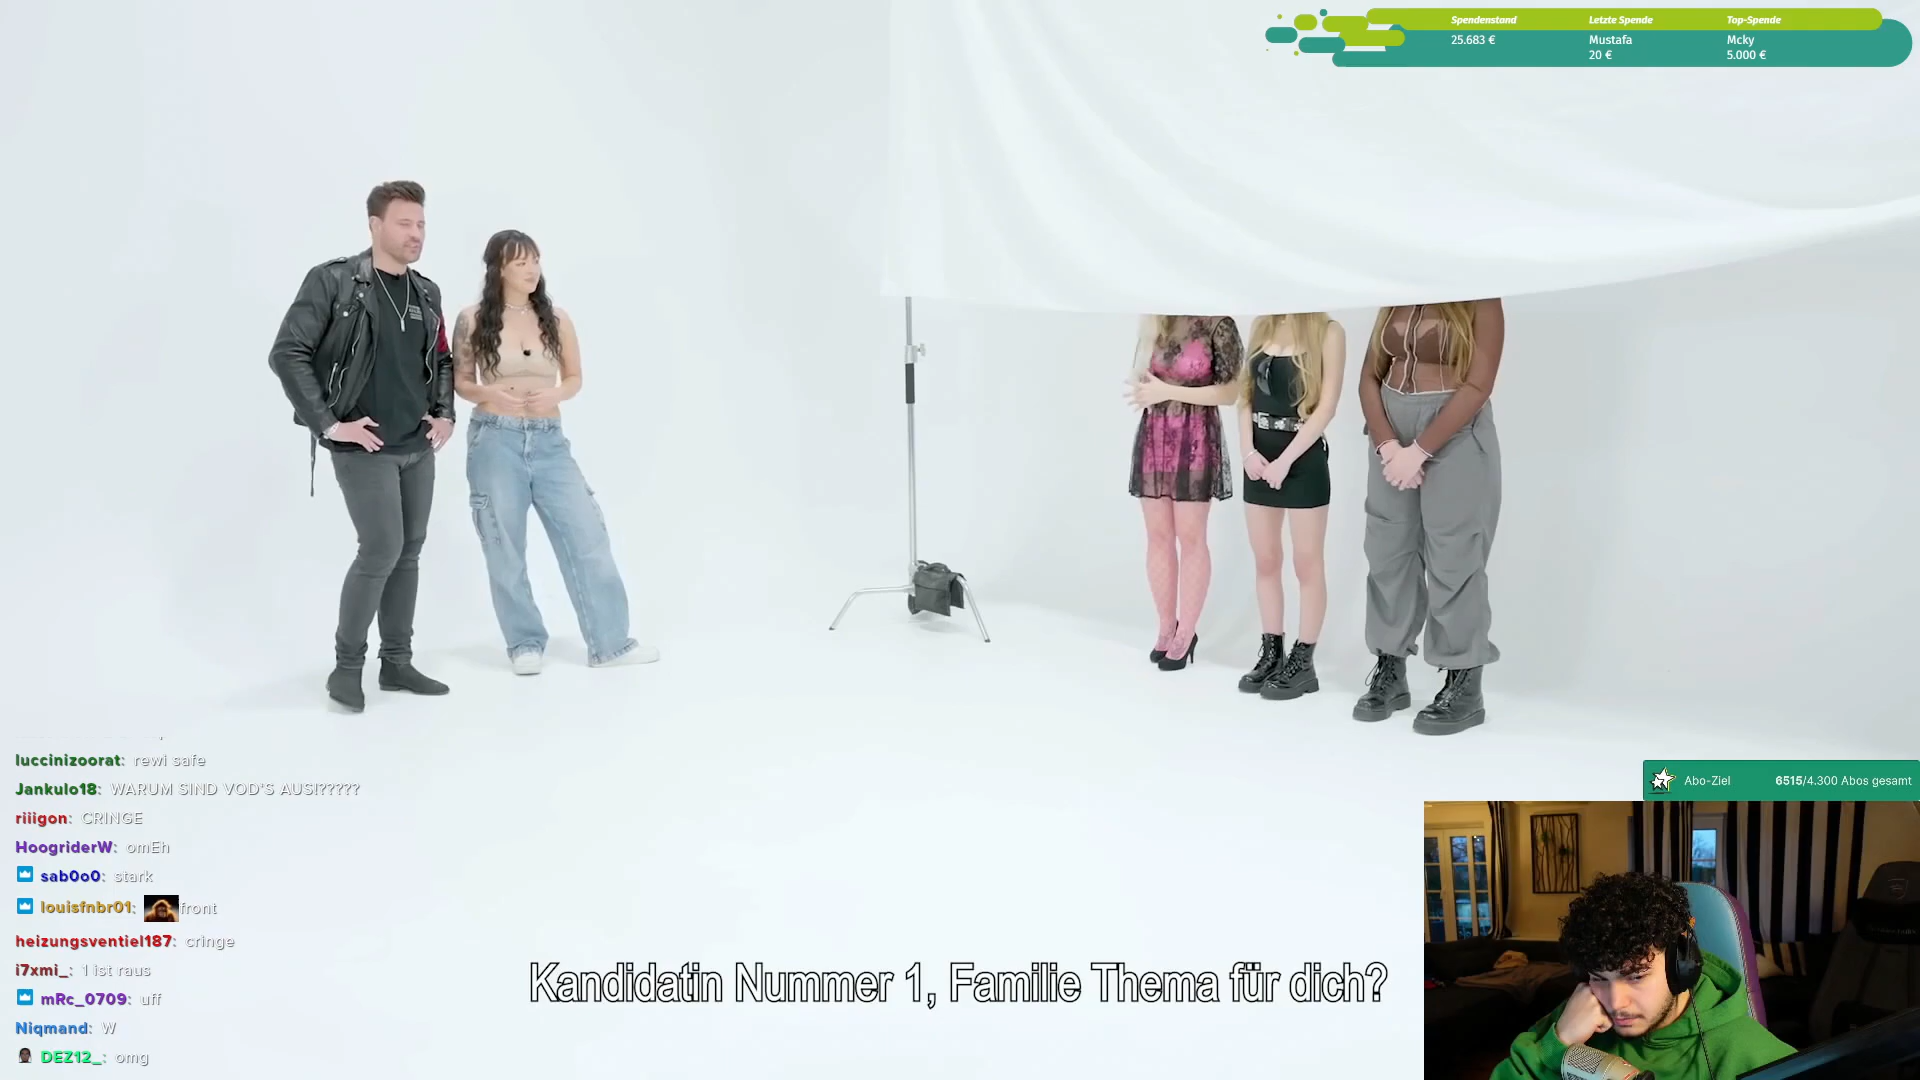 Spendenstand Letzte Spende Top-Spende
25.683 € Mustafa Mcky
20 € 5.000 €
luccinizoorat: rewi safe
Jankulo18: WARUM SIND VOD'S AUS!?????
riiigon: CRINGE
HoogriderW: omEh
sab0o0: stark
louisfnbr01: front
heizungsventiel187: cringe
i7xmi_: 1 ist raus
mRc_0709: uff
Niqmand: W
DEZ12_: omg
Abo-Ziel 6515/4.300 Abos gesamt
Kandidatin Nummer 1, Familie Thema für dich?